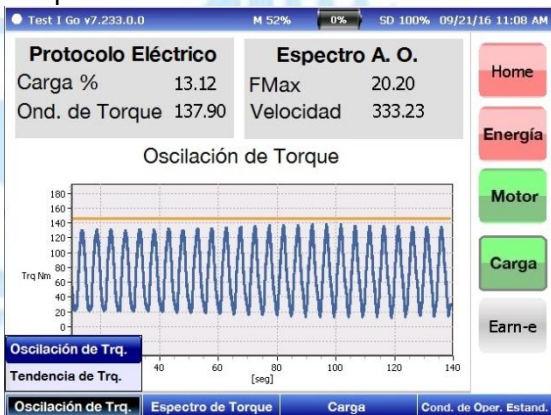 Test I Go v7.233.0.0 M 52% 0% SD 100% 09/21/16 11:08 AM
Protocolo Eléctrico
Carga % 13.12
Ond. de Torque 137.90
Espectro A. O.
FMax 20.20
Velocidad 333.23
Home
Energía
Motor
Carga
Earn-e
Oscilación de Torque
180
160
140
120
100
80
60
40
20
0
Trq Nm
40 60 80 100 120 140
[seg]
Oscilación de Trq.
Tendencia de Trq.
Oscilación de Trq. Espectro de Torque Carga Cond. de Oper. Estand.